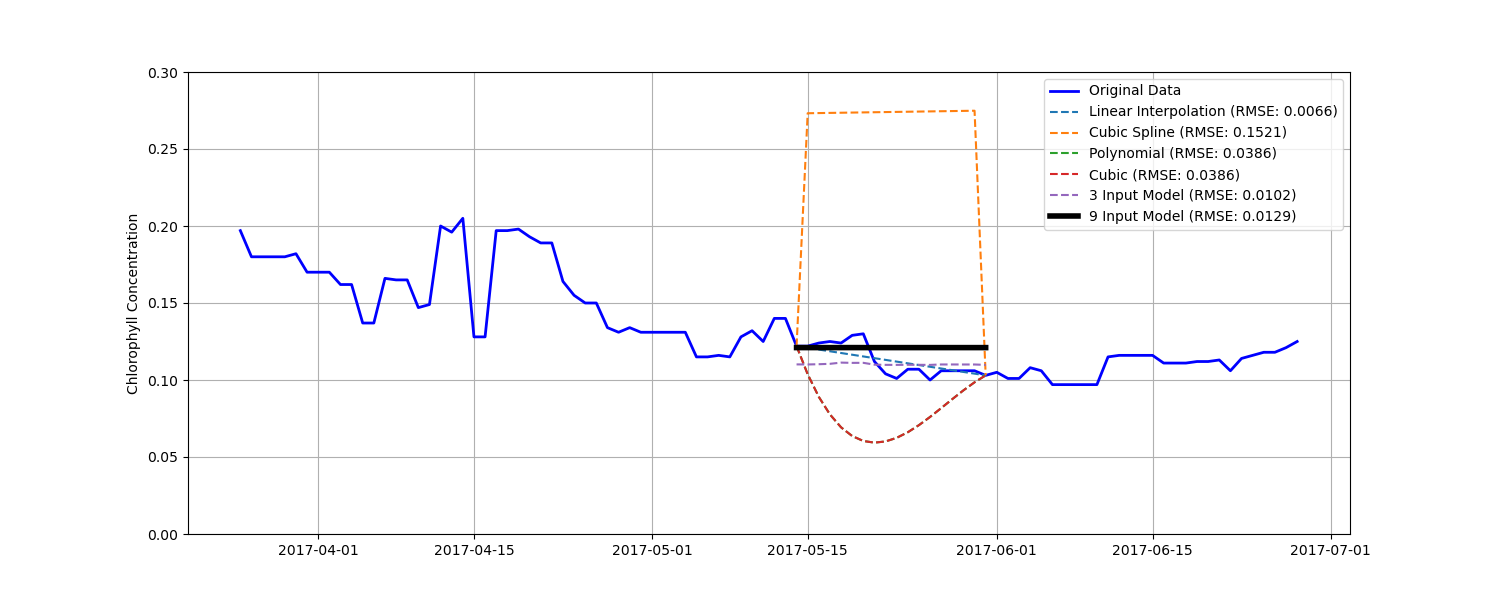 0.30
0.25
0.20
0.15
0.10
0.05
0.00
Chlorophyll Concentration
Original Data
Linear Interpolation (RMSE: 0.0066)
Cubic Spline (RMSE: 0.1521)
Polynomial (RMSE: 0.0386)
Cubic (RMSE: 0.0386)
3 Input Model (RMSE: 0.0102)
9 Input Model (RMSE: 0.0129)
2017-04-01 2017-04-15 2017-05-01 2017-05-15 2017-06-01 2017-06-15 2017-07-01